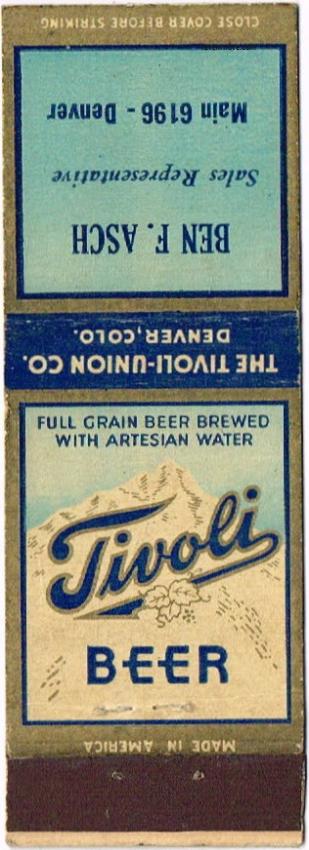 CLOSE COVER BEFORE STRIKING
BEN F. ASCH
Sales Representative
Main 6196 - Denver
THE TIVOLI-UNION CO.
DENVER, COLO.
FULL GRAIN BEER BREWED
WITH ARTESIAN WATER
Tivoli
BEER
MADE IN AMERICA